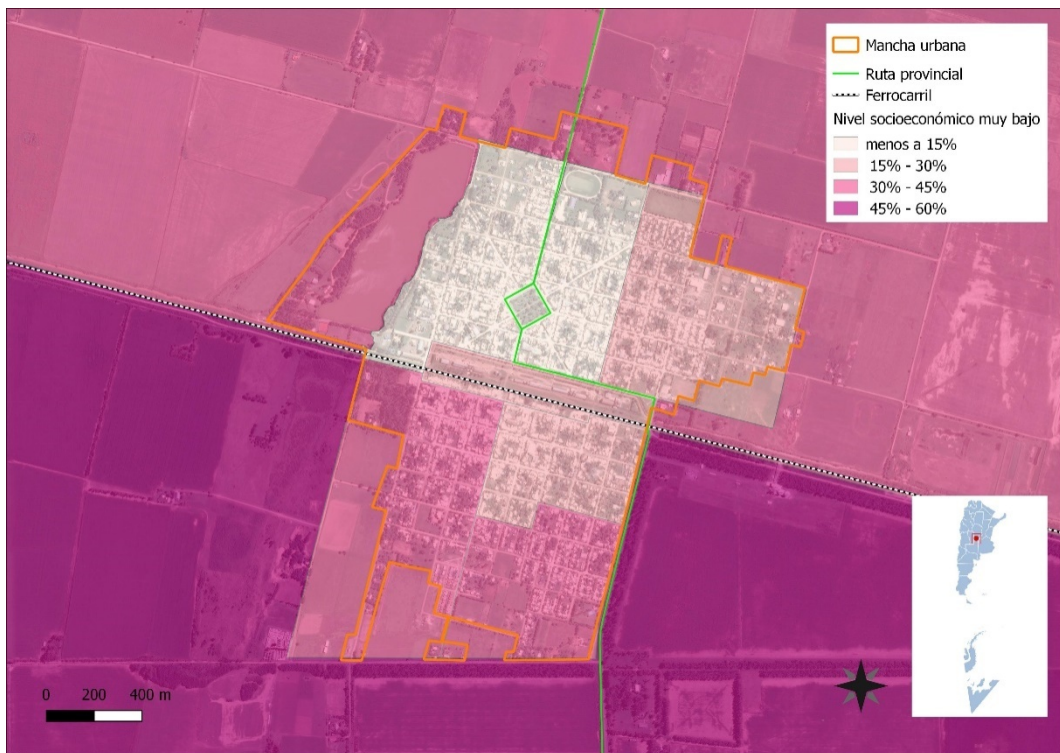 Mancha urbana
Ruta provincial
Ferrocarril
Nivel socioeconómico muy bajo
menos a 15%
15% - 30%
30% - 45%
45% - 60%
0 200 400 m